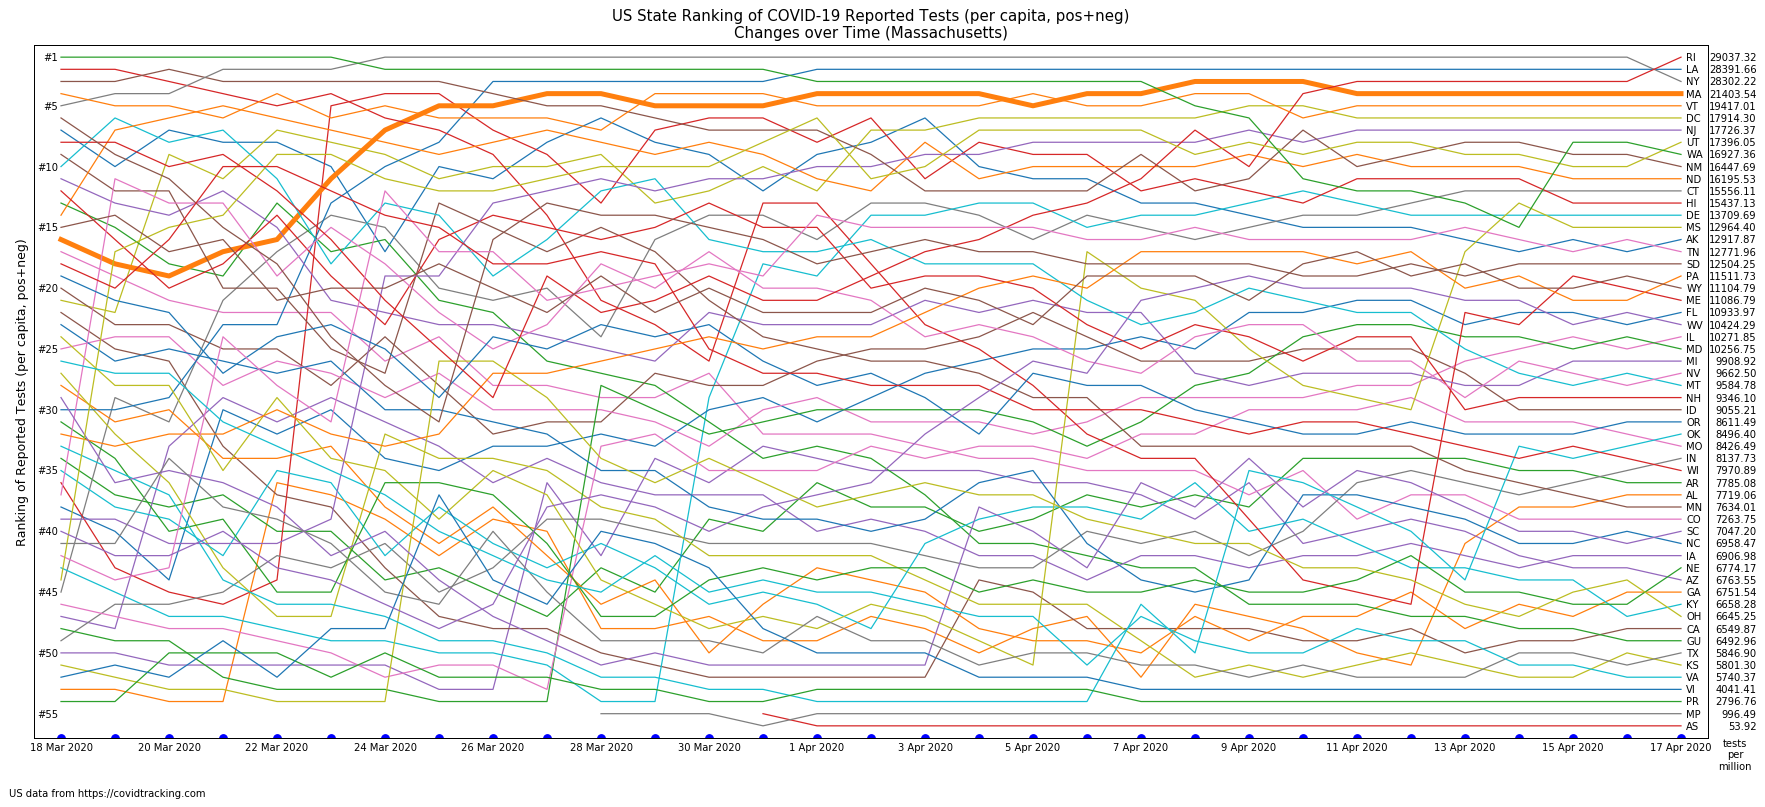 US State Ranking of COVID-19 Reported Tests (per capita, pos+neg)
Changes over Time (Massachusetts)
Ranking of Reported Tests (per capita, pos+neg)
#1
#5
#10
#15
#20
#25
#30
#35
#40
#45
#50
#55
RI 29037.32
LA 28391.66
NY 28302.22
MA 21403.54
VT 19417.01
DC 17914.30
NJ 17726.37
UT 17396.05
WA 16927.36
NM 16447.69
ND 16195.53
CT 15556.11
HI 15437.13
DE 13709.69
MS 12964.40
AK 12917.87
TN 12771.96
SD 12504.25
PA 11511.73
WY 11104.79
ME 11086.79
FL 10933.97
WV 10424.29
IL 10271.85
MD 10256.75
MI 9908.92
NV 9662.50
MT 9584.78
NH 9346.10
ID 9055.21
OR 8611.49
OK 8496.40
MO 8426.49
IN 8137.73
WI 7970.89
AR 7785.08
AL 7719.06
MN 7634.01
CO 7263.75
SC 7047.20
NC 6958.47
IA 6906.98
NE 6774.17
AZ 6763.55
GA 6751.54
KY 6658.28
OH 6645.25
CA 6549.87
GU 6492.96
TX 5846.90
KS 5801.30
VA 5740.37
VI 4041.41
PR 2796.76
MP 996.49
AS 53.92
18 Mar 2020 20 Mar 2020 22 Mar 2020 24 Mar 2020 26 Mar 2020 28 Mar 2020 30 Mar 2020 1 Apr 2020 3 Apr 2020 5 Apr 2020 7 Apr 2020 9 Apr 2020 11 Apr 2020 13 Apr 2020 15 Apr 2020 17 Apr 2020
tests
per
million
US data from https://covidtracking.com